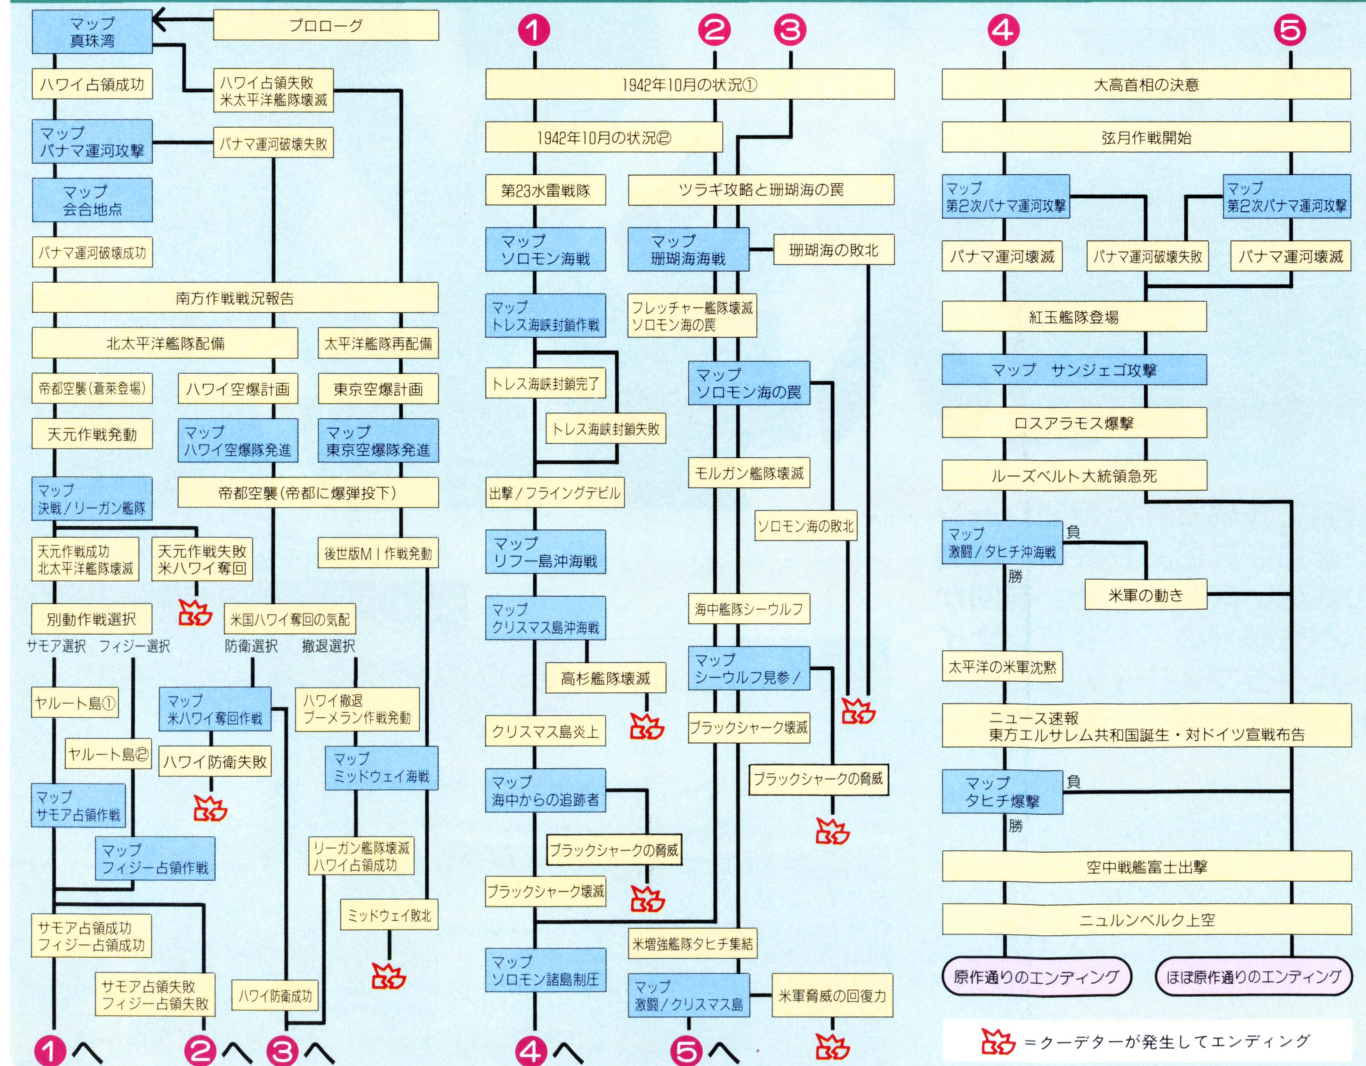 プロローグ
マップ
真珠湾
ハワイ占領成功
ハワイ占領失敗
米太平洋艦隊壊滅
マップ
パナマ運河攻撃
パナマ運河破壊失敗
マップ
会合地点
パナマ運河破壊成功
南方作戦戦況報告
北太平洋艦隊配備
太平洋艦隊再配備
帝都空襲(蒼莱登場)
ハワイ空爆計画
東京空爆計画
天元作戦発動
マップ
ハワイ空爆隊発進
マップ
東京空爆隊発進
マップ
決戦!リーガン艦隊
帝都空襲(帝都に爆弾投下)
天元作戦成功
北太平洋艦隊壊滅
天元作戦失敗
米ハワイ奪回
後世版MI作戦発動
別動作戦選択
米国ハワイ奪回の気配
サモア選択
フィジー選択
防衛選択
撤退選択
ヤルート島①
マップ
米ハワイ奪回作戦
ハワイ撤退
ブーメラン作戦発動
ヤルート島②
ハワイ防衛失敗
マップ
ミッドウェイ海戦
マップ
サモア占領作戦
マップ
フィジー占領作戦
リーガン艦隊壊滅
ハワイ占領成功
サモア占領成功
フィジー占領成功
ミッドウェイ敗北
サモア占領失敗
フィジー占領失敗
ハワイ防衛成功
1へ
2へ
3へ
1
2
3
1942年10月の状況①
1942年10月の状況②
第23水雷戦隊
ツラギ攻略と珊瑚海の罠
マップ
ソロモン海戦
マップ
珊瑚海海戦
珊瑚海の敗北
マップ
トレス海峡封鎖作戦
フレッチャー艦隊壊滅
ソロモン海の罠
トレス海峡封鎖完了
マップ
ソロモン海の罠
トレス海峡封鎖失敗
モルガン艦隊壊滅
出撃!フライングデビル
ソロモン海の敗北
マップ
リフー島沖海戦
海中艦隊シーウルフ
マップ
クリスマス島沖海戦
マップ
シーウルフ見参!
高杉艦隊壊滅
クリスマス島炎上
ブラックシャーク壊滅
マップ
海中からの追跡者
ブラックシャークの脅威
ブラックシャークの脅威
ブラックシャーク壊滅
米増強艦隊タヒチ集結
マップ
ソロモン諸島制圧
マップ
激闘!クリスマス島
米軍脅威の回復力
4へ
5へ
4
5
大高首相の決意
弦月作戦開始
マップ
第2次パナマ運河攻撃
マップ
第2次パナマ運河攻撃
パナマ運河壊滅
パナマ運河破壊失敗
パナマ運河壊滅
紅玉艦隊登場
マップ サンジェゴ攻撃
ロスアラモス爆撃
ルーズベルト大統領急死
マップ
激闘!タヒチ沖海戦
負
勝
米軍の動き
太平洋の米軍沈黙
ニュース速報
東方エルサレム共和国誕生・対ドイツ宣戦布告
マップ
タヒチ爆撃
負
勝
空中戦艦富士出撃
ニュルンベルク上空
原作通りのエンディング
ほぼ原作通りのエンディング
=クーデターが発生してエンディング